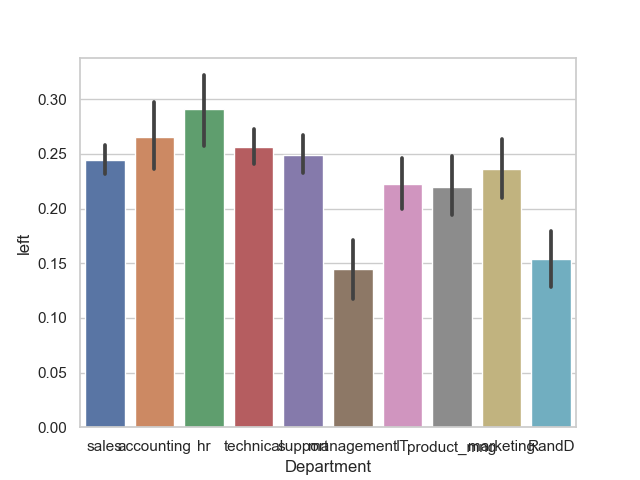 0.30
0.25
0.20
0.15
0.10
0.05
0.00
left
sales accounting hr technical support management IT product_mng marketing RandD
Department